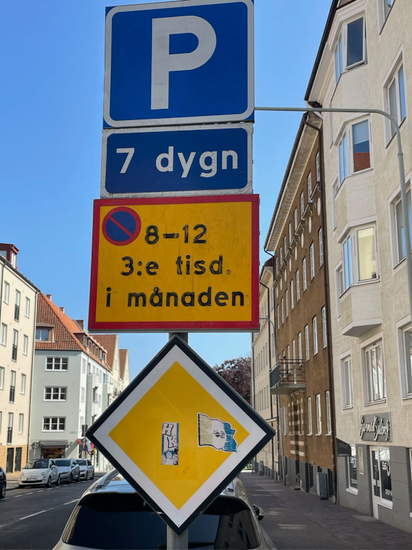 P
7 dygn
8-12
3:e tisd.
i månaden